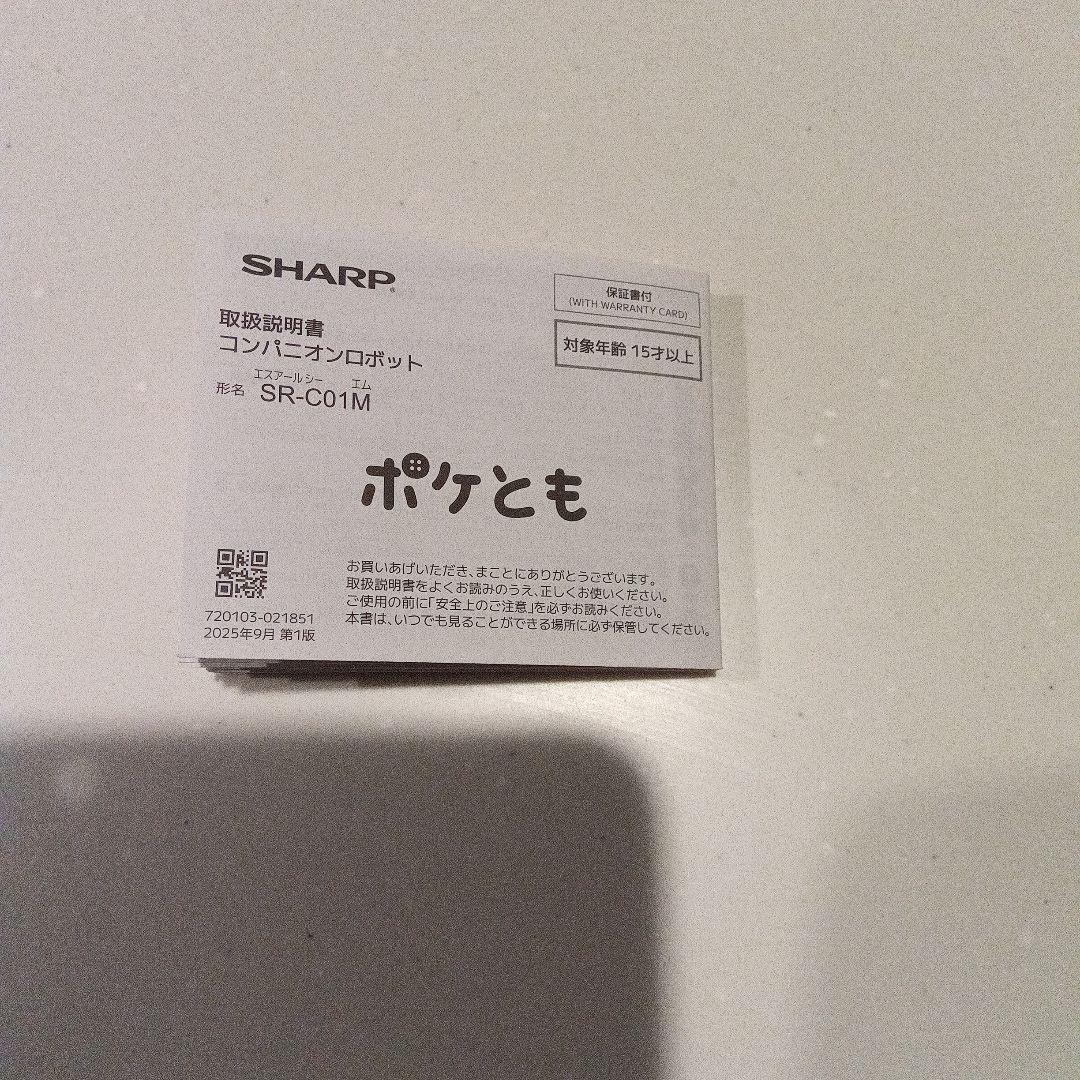 SHARP®
保証書付
(WITH WARRANTY CARD)
対象年齢 15才以上
取扱説明書
コンパニオンロボット
エスアールシー エム
形名 SR-C01M
ポケとも
720103-021851
2025年9月 第1版
お買いあげいただき、まことにありがとうございます。
取扱説明書をよくお読みのうえ、正しくお使いください。
ご使用の前に「安全上のご注意」を必ずお読みください。
本書は、いつでも見ることができる場所に必ず保管してください。